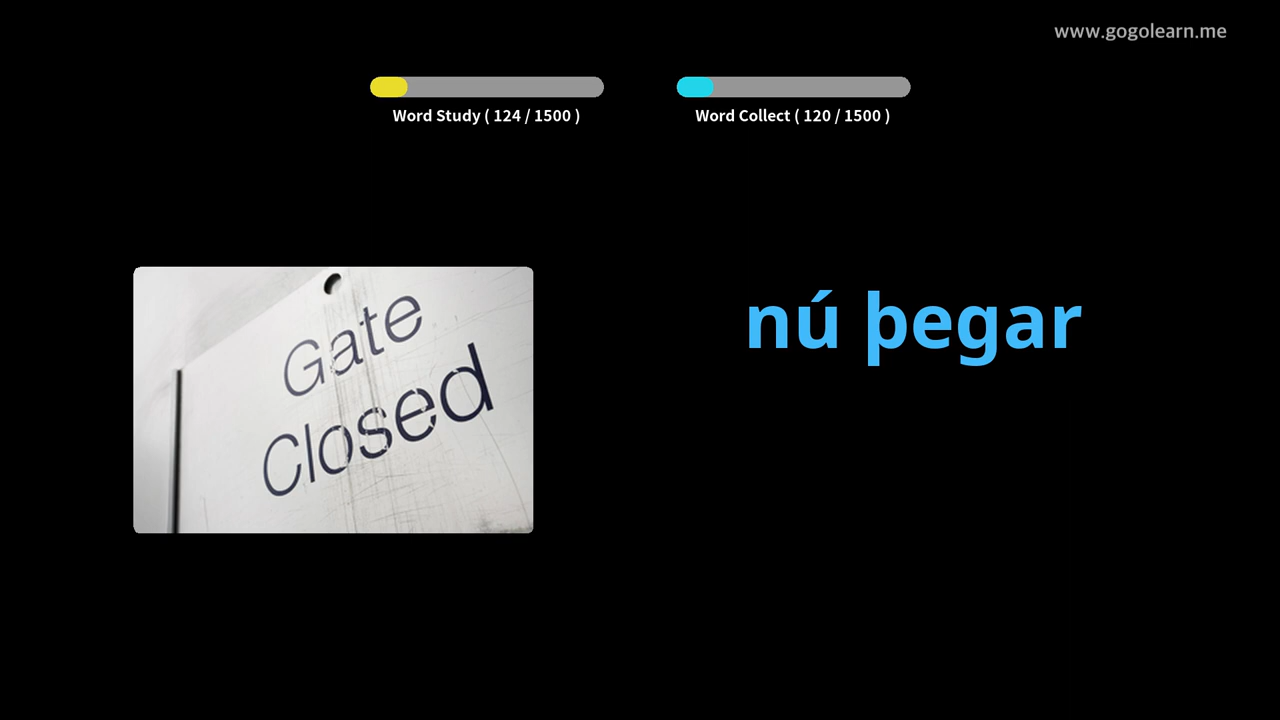 www.gogolearn.me
Word Study ( 124 / 1500 )
Word Collect ( 120 / 1500 )
Gate
Closed
nú þegar